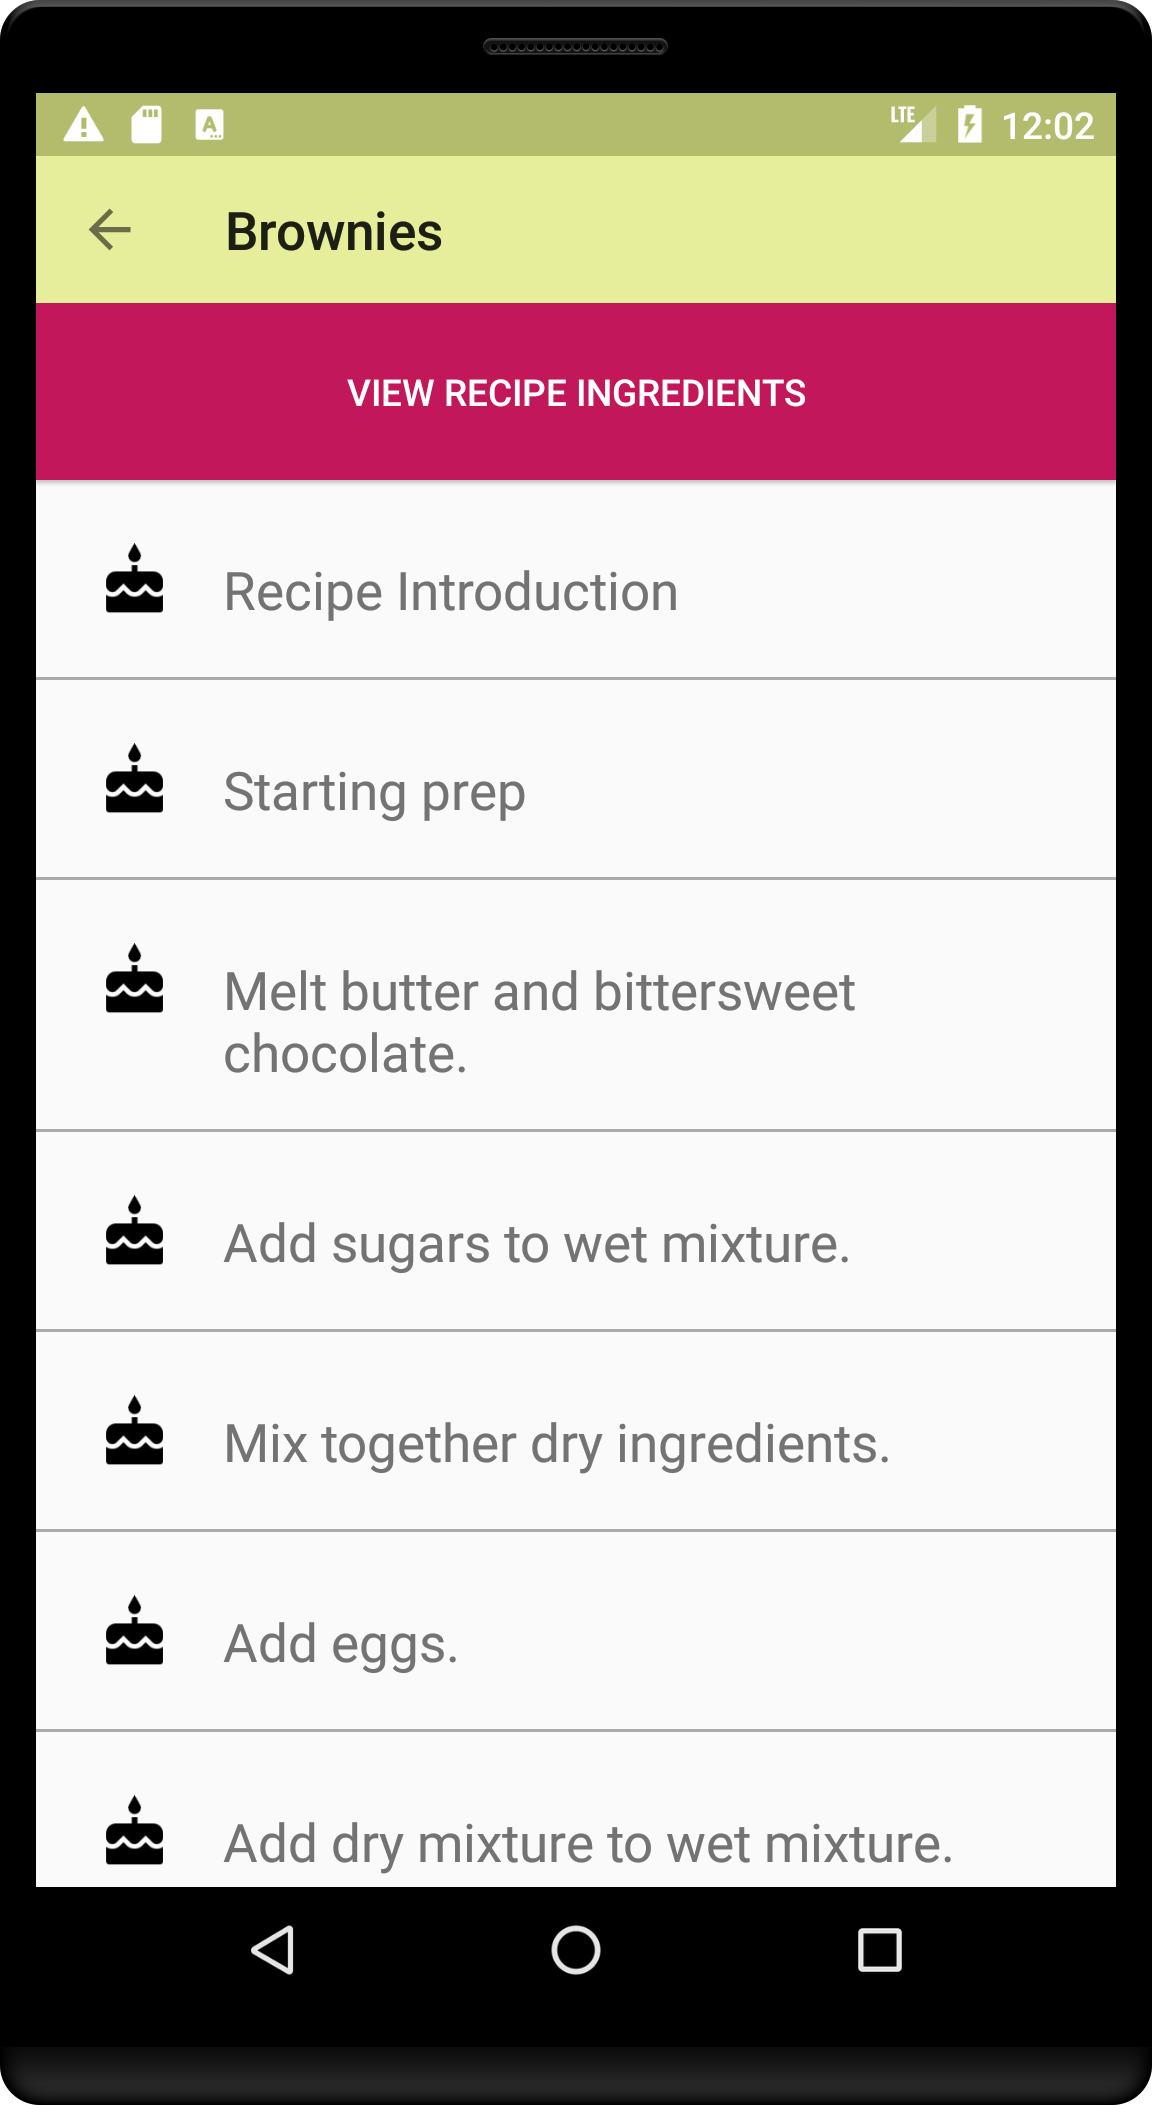 LTE 12:02
Brownies
VIEW RECIPE INGREDIENTS
Recipe Introduction
Starting prep
Melt butter and bittersweet
chocolate.
Add sugars to wet mixture.
Mix together dry ingredients.
Add eggs.
Add dry mixture to wet mixture.